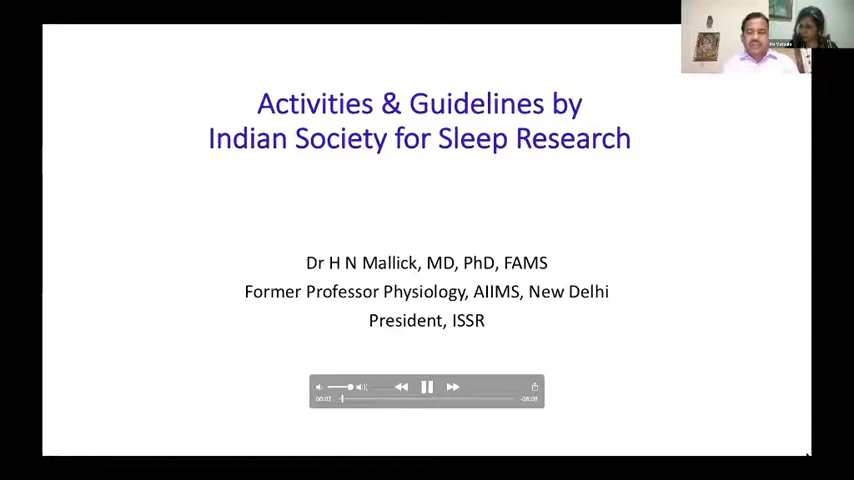 Activities & Guidelines by
Indian Society for Sleep Research
Dr H N Mallick, MD, PhD, FAMS
Former Professor Physiology, AIIMS, New Delhi
President, ISSR